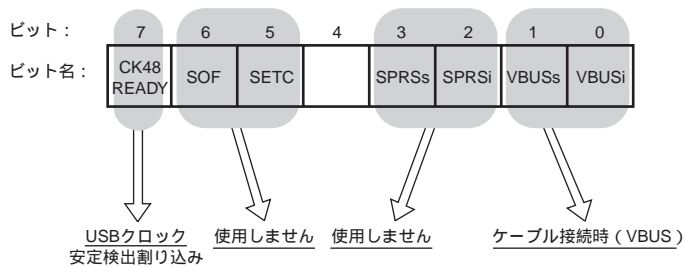 ビット： 7 6 5 4 3 2 1 0
ビット名： CK48 READY SOF SETC SPRSs SPRSi VBUSs VBUSi
USBクロック
安定検出割り込み
使用しません
使用しません
ケーブル接続時（VBUS）